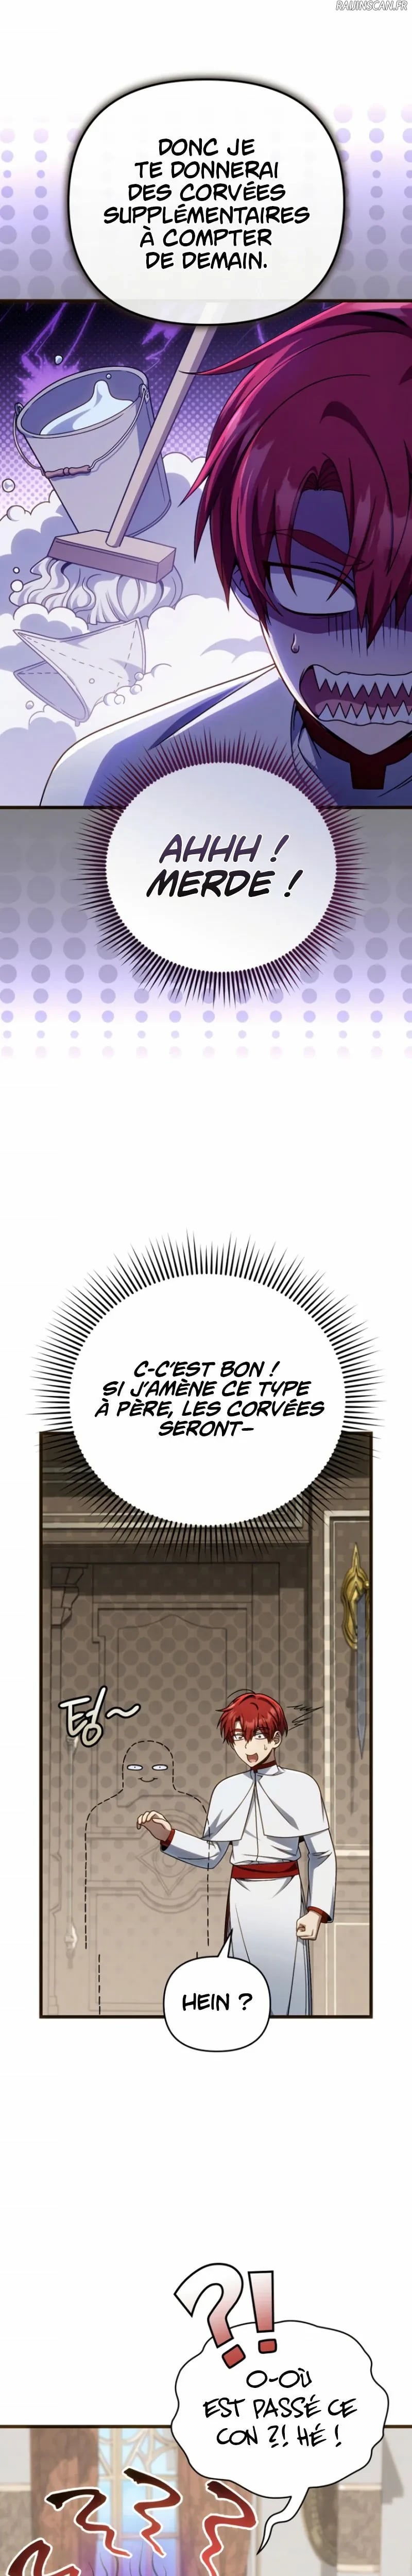 RAIJINSCAN.FR
DONC JE
TE DONNERAI
DES CORVÉES
SUPPLÉMENTAIRES
À COMPTER
DE DEMAIN.
AHHH !
MERDE !
C-C'EST BON !
SI J'AMÈNE CE TYPE
À PÈRE, LES CORVÉES
SERONT–
텅~
HEIN ?
?!
O-OÙ
EST PASSÉ CE
CON ?! HÉ !